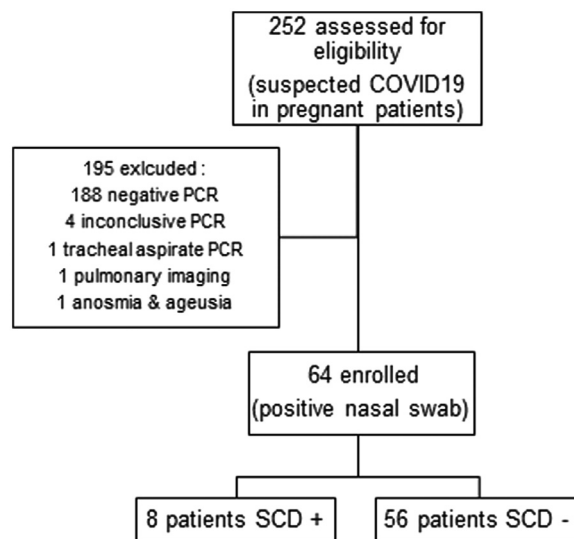 252 assessed for
eligibility
(suspected COVID19
in pregnant patients)
195 exlcuded :
188 negative PCR
4 inconclusive PCR
1 tracheal aspirate PCR
1 pulmonary imaging
1 anosmia & ageusia
64 enrolled
(positive nasal swab)
8 patients SCD +
56 patients SCD -